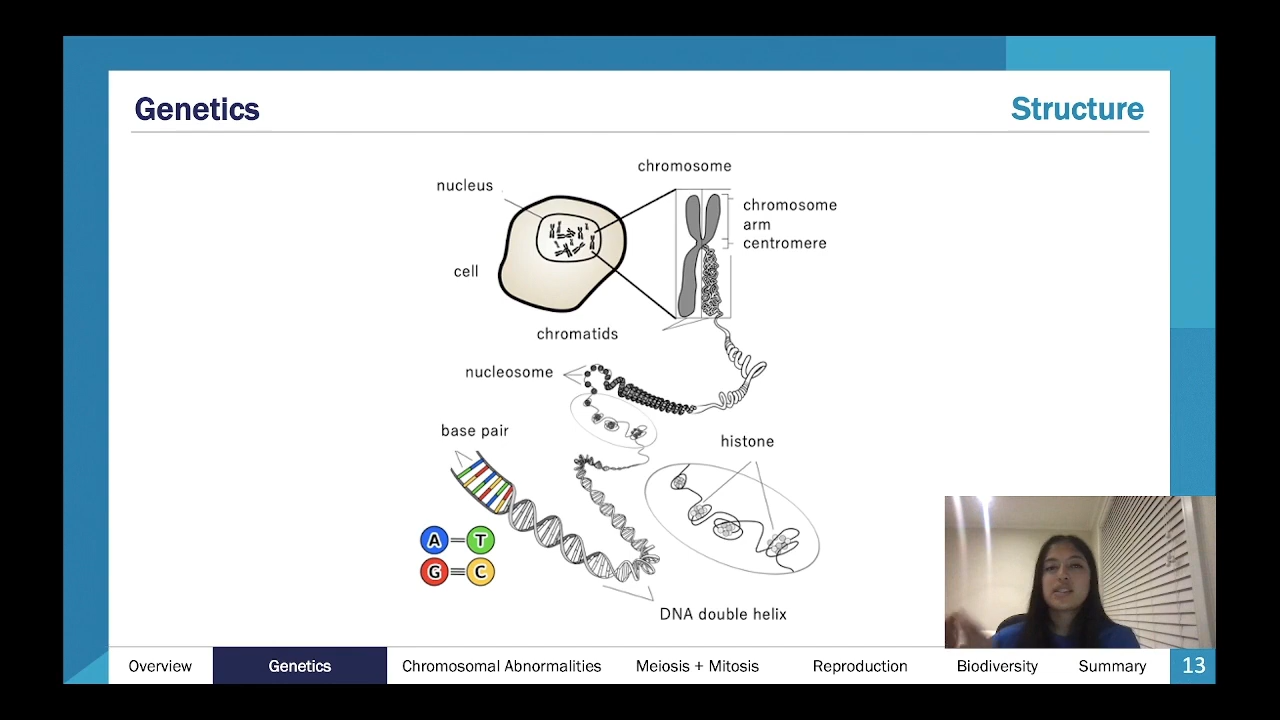 Genetics
Structure
chromosome
nucleus
chromosome
arm
centromere
cell
chromatids
nucleosome
base pair
histone
A
T
G
C
DNA double helix
Overview
Genetics
Chromosomal Abnormalities
Meiosis + Mitosis
Reproduction
Biodiversity
Summary
13